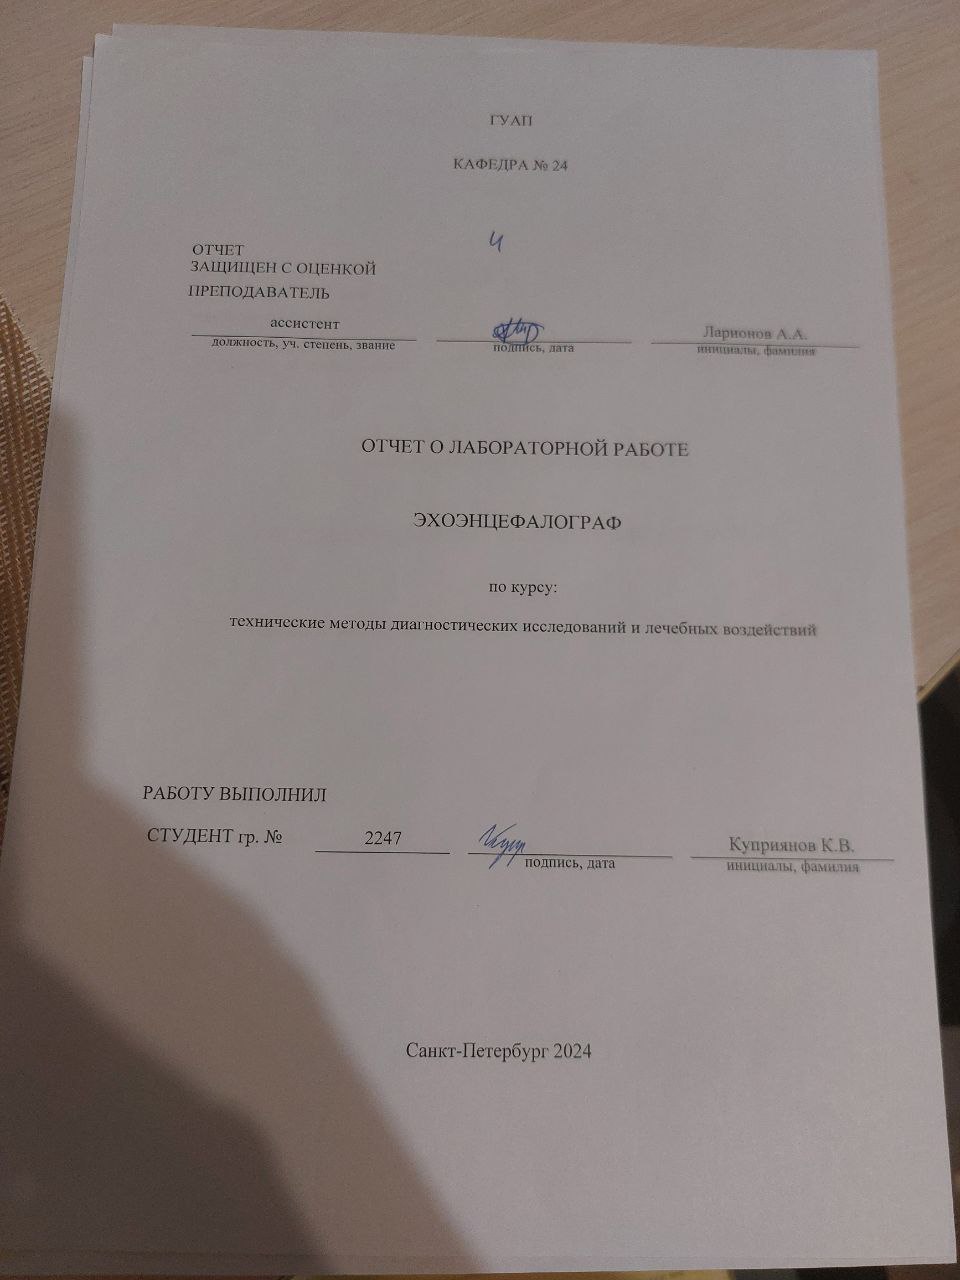 ГУАП
КАФЕДРА № 24
ОТЧЕТ
ЗАЩИЩЕН С ОЦЕНКОЙ
4
ПРЕПОДАВАТЕЛЬ
ассистент Ларионов А.А.
должность, уч. степень, звание подпись, дата инициалы, фамилия
ОТЧЕТ О ЛАБОРАТОРНОЙ РАБОТЕ
ЭХОЭНЦЕФАЛОГРАФ
по курсу:
технические методы диагностических исследований и лечебных воздействий
РАБОТУ ВЫПОЛНИЛ
СТУДЕНТ гр. № 2247 Куприянов К.В.
подпись, дата инициалы, фамилия
Санкт-Петербург 2024